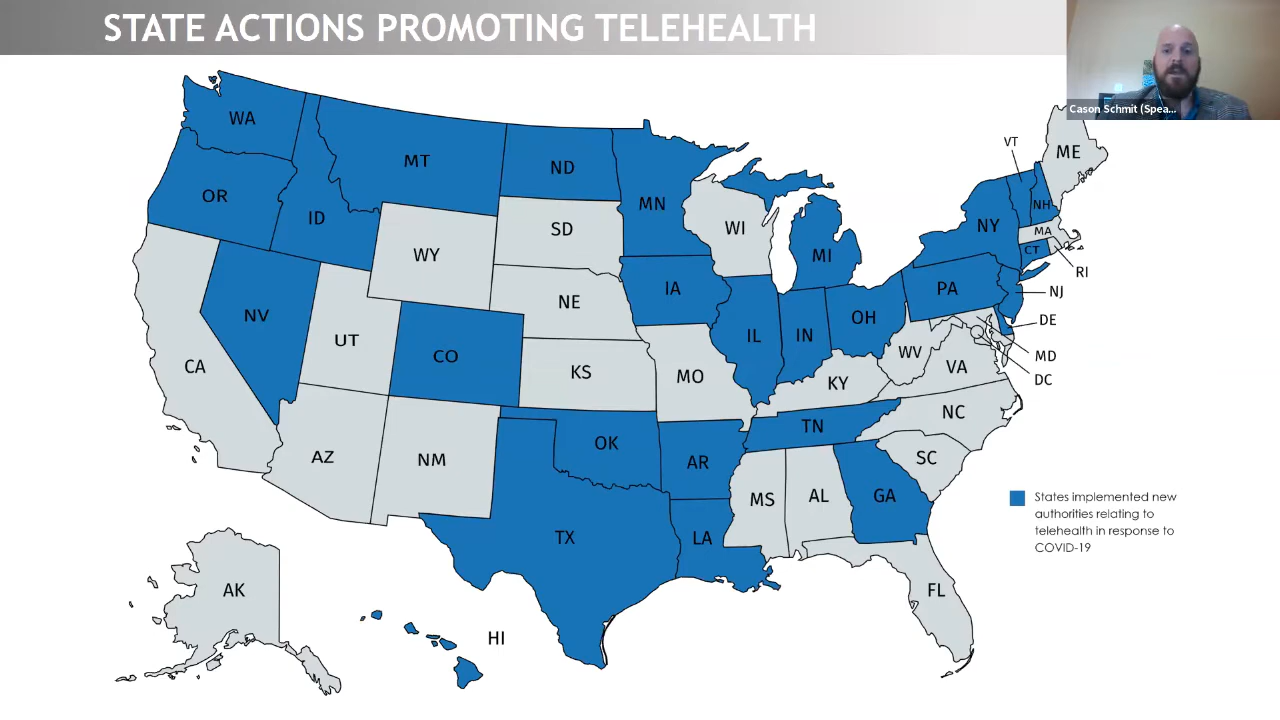 STATE ACTIONS PROMOTING TELEHEALTH
Cason Schmit (Spea...
WA
MT
ND
MN
OR
ID
SD
WY
WI
MI
NY
VT
NH
ME
MA
CT
RI
NJ
DE
MD
DC
PA
NV
UT
CO
NE
IA
IL
IN
OH
WV
VA
CA
KS
MO
KY
NC
TN
SC
AZ
NM
OK
AR
MS
AL
GA
TX
LA
FL
AK
HI
States implemented new
authorities relating to
telehealth in response to
COVID-19